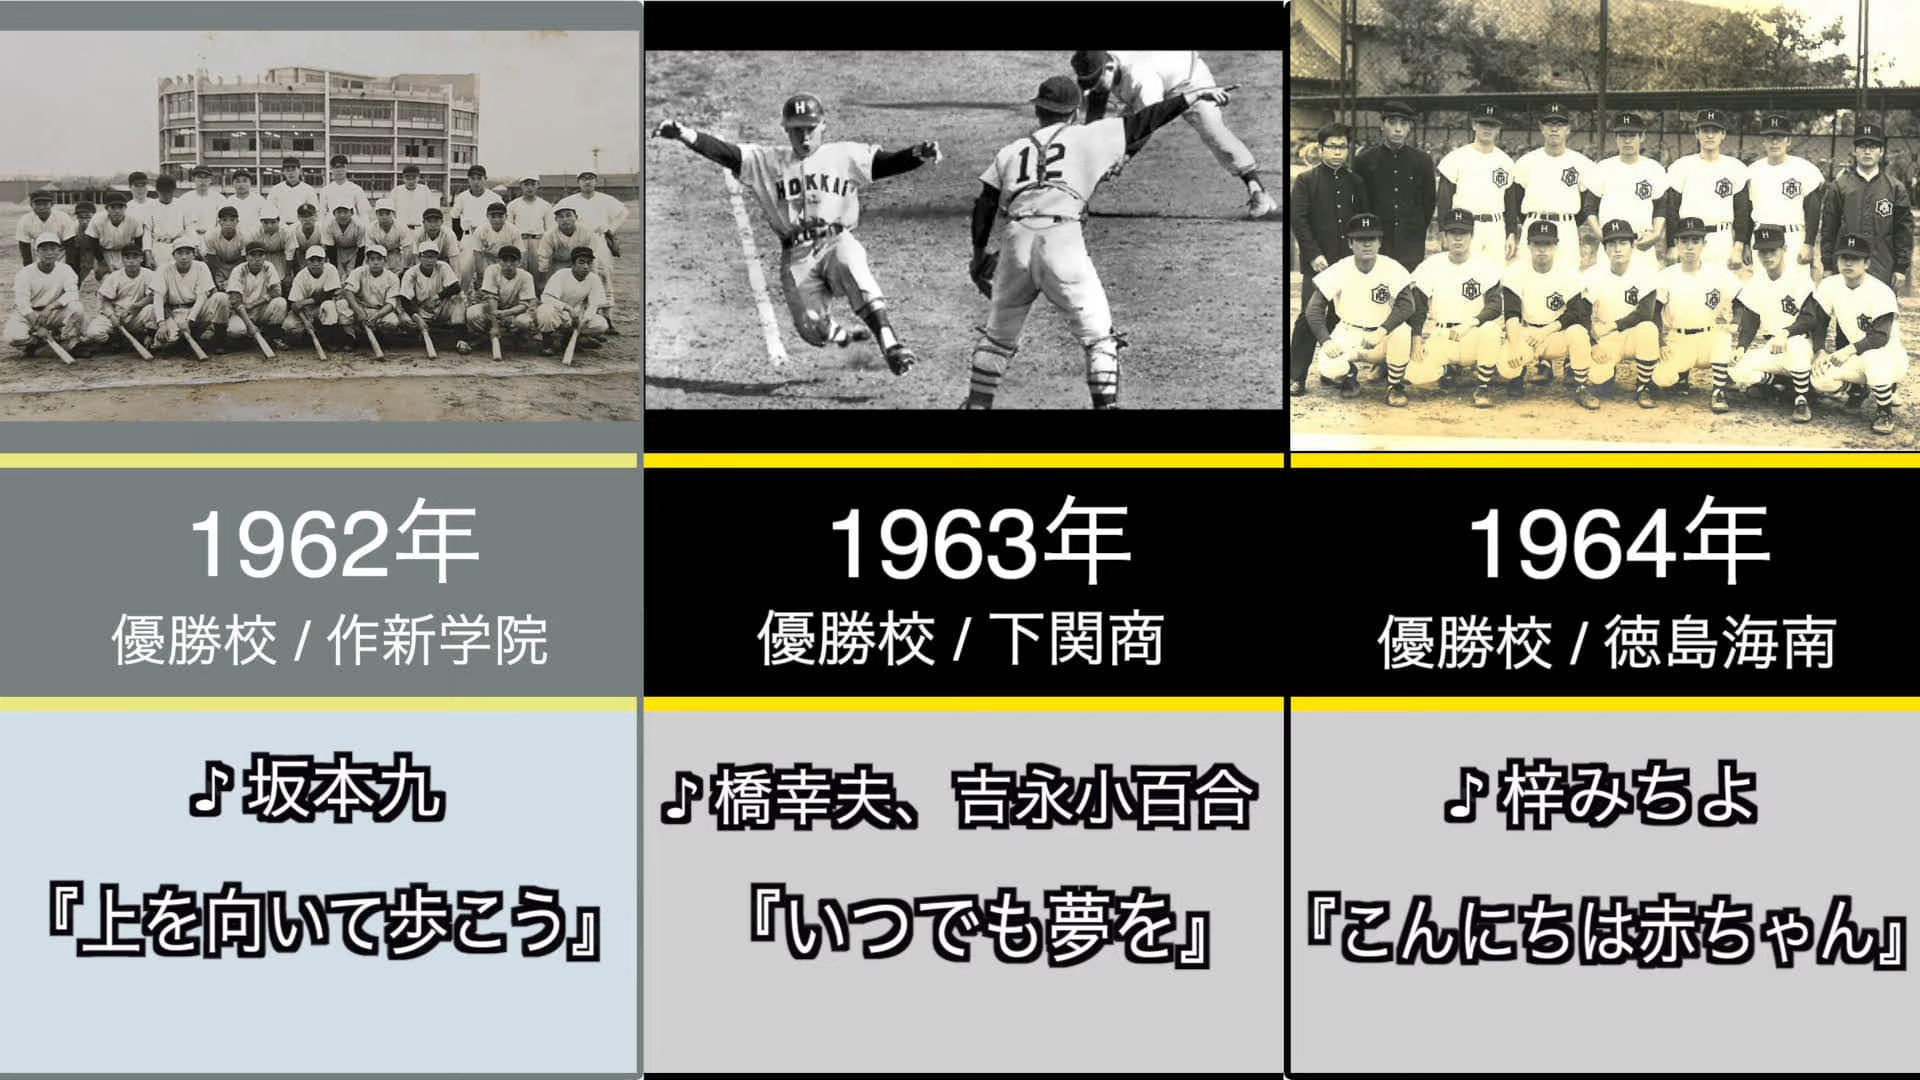 1962年
優勝校 / 作新学院
♪坂本九
『上を向いて歩こう』
HOKKAI
H
12
1963年
優勝校 / 下関商
♪橋幸夫、吉永小百合
『いつでも夢を』
H
H
H
H
H
H
H
H
H
H
H
H
H
1964年
優勝校 / 徳島海南
♪梓みちよ
『こんにちは赤ちゃん』